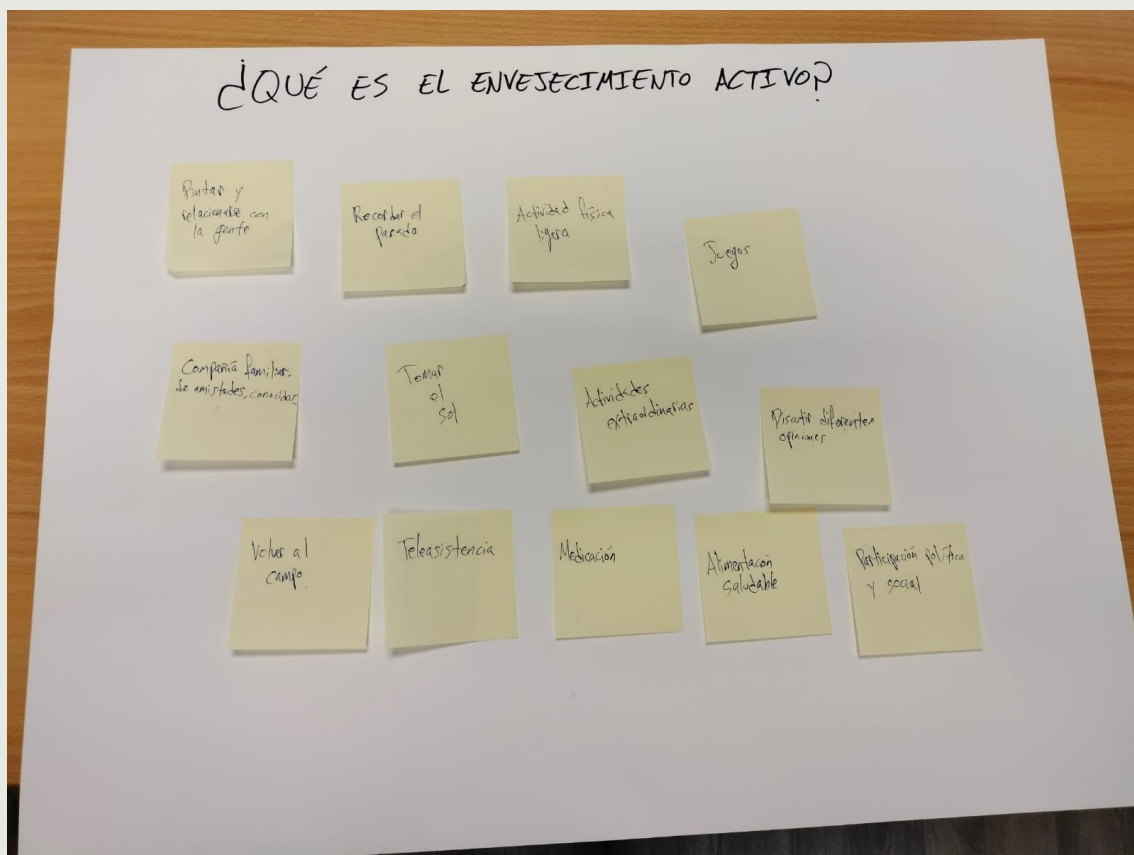 ¿QUÉ ES EL ENVEJECIMIENTO ACTIVO?
Pintar y
relacionarse con
la gente
Recordar el
pasado
Actividad física
ligera
Juegos
Compañía familiar,
de amistades, conocidos
Tomar
el
sol
Actividades
extraordinarias
Discutir diferentes
opiniones
Volver al
campo
Teleasistencia
Medicación
Alimentación
saludable
Participación política
y social